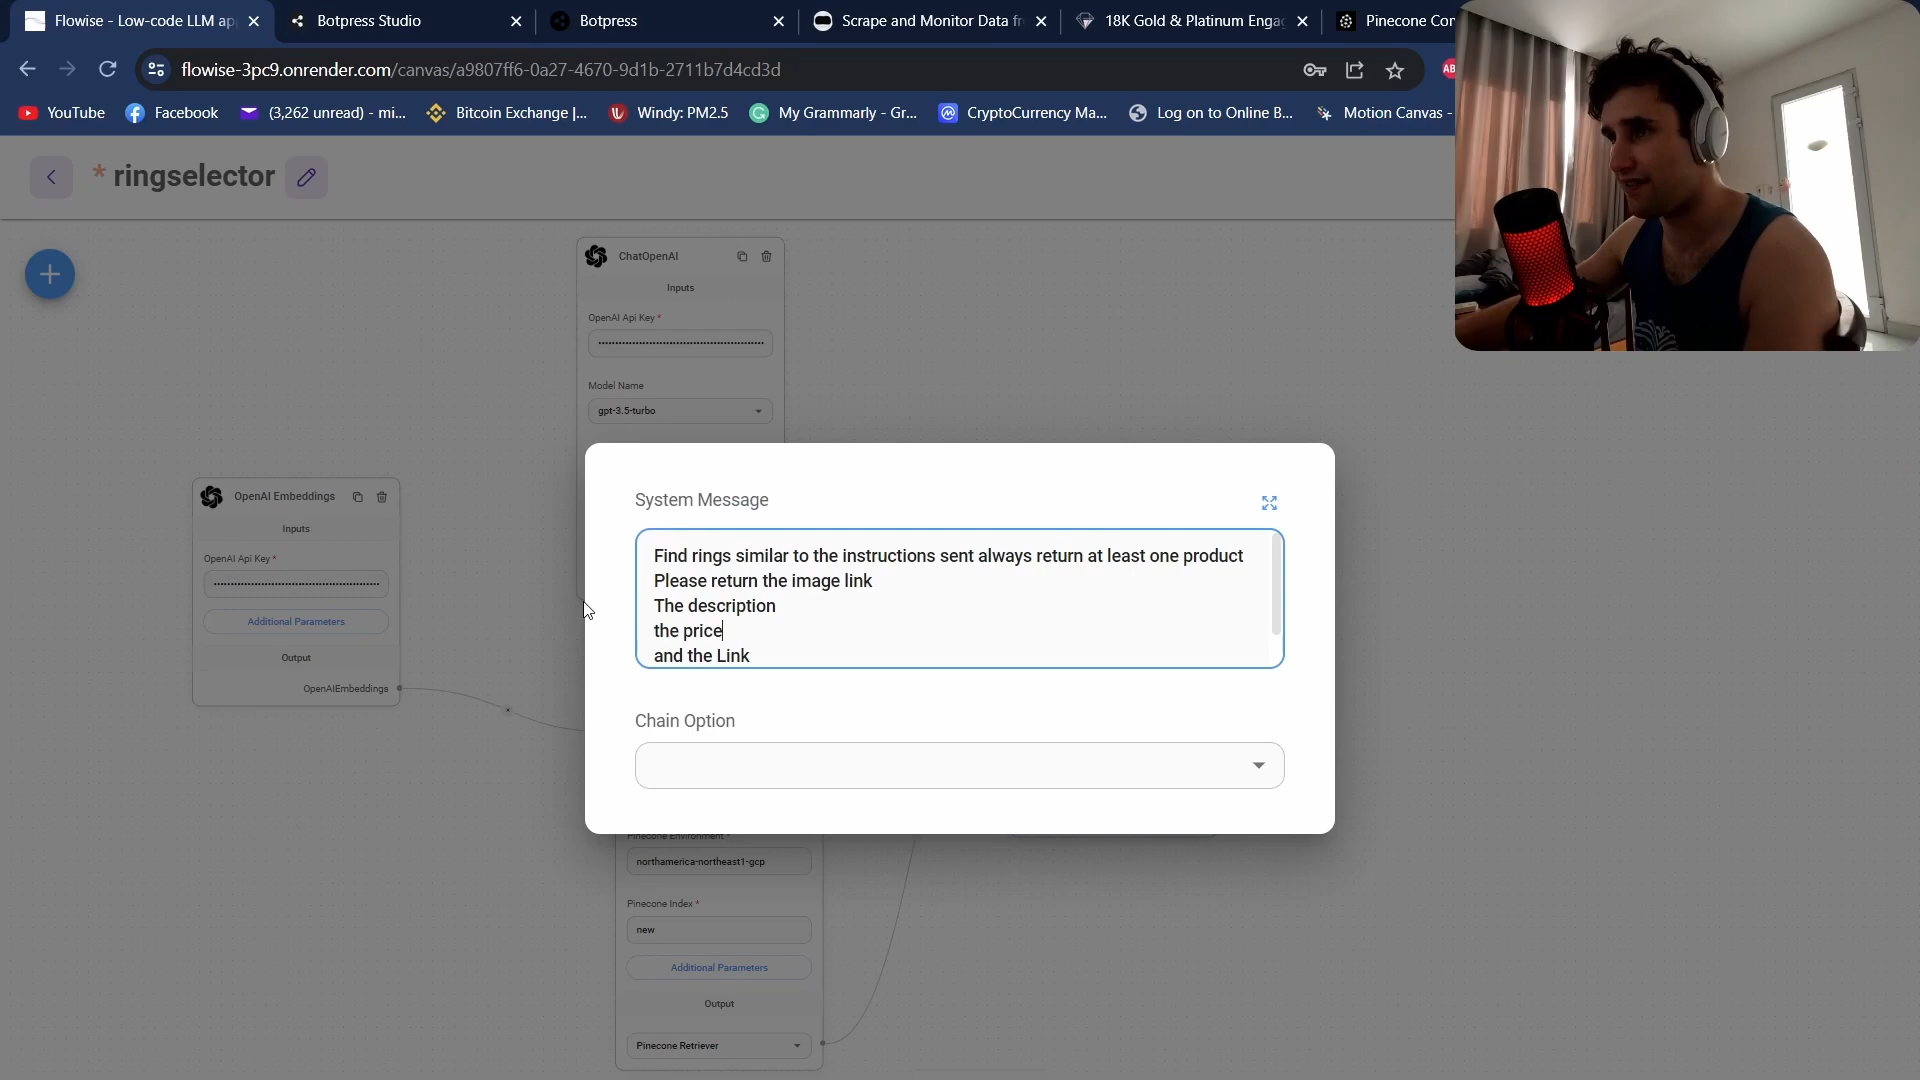 Flowise - Low-code LLM ap
Botpress Studio
Botpress
Scrape and Monitor Data fr
18K Gold & Platinum Engag
Pinecone Con
flowise-3pc9.onrender.com/canvas/a9807ff6-0a27-4670-9d1b-2711b7d4cd3d
AB
YouTube
Facebook
(3,262 unread) - mi...
Bitcoin Exchange |...
Windy: PM2.5
My Grammarly - Gr...
CryptoCurrency Ma...
Log on to Online B...
Motion Canvas -
* ringselector
ChatOpenAI
Inputs
OpenAI Api Key *
Model Name
gpt-3.5-turbo
OpenAI Embeddings
Inputs
OpenAI Api Key *
Additional Parameters
Output
OpenAIEmbeddings
System Message
Find rings similar to the instructions sent always return at least one product
Please return the image link
The description
the price
and the Link
Chain Option
Pinecone Environment *
northamerica-northeast1-gcp
Pinecone Index *
new
Additional Parameters
Output
Pinecone Retriever